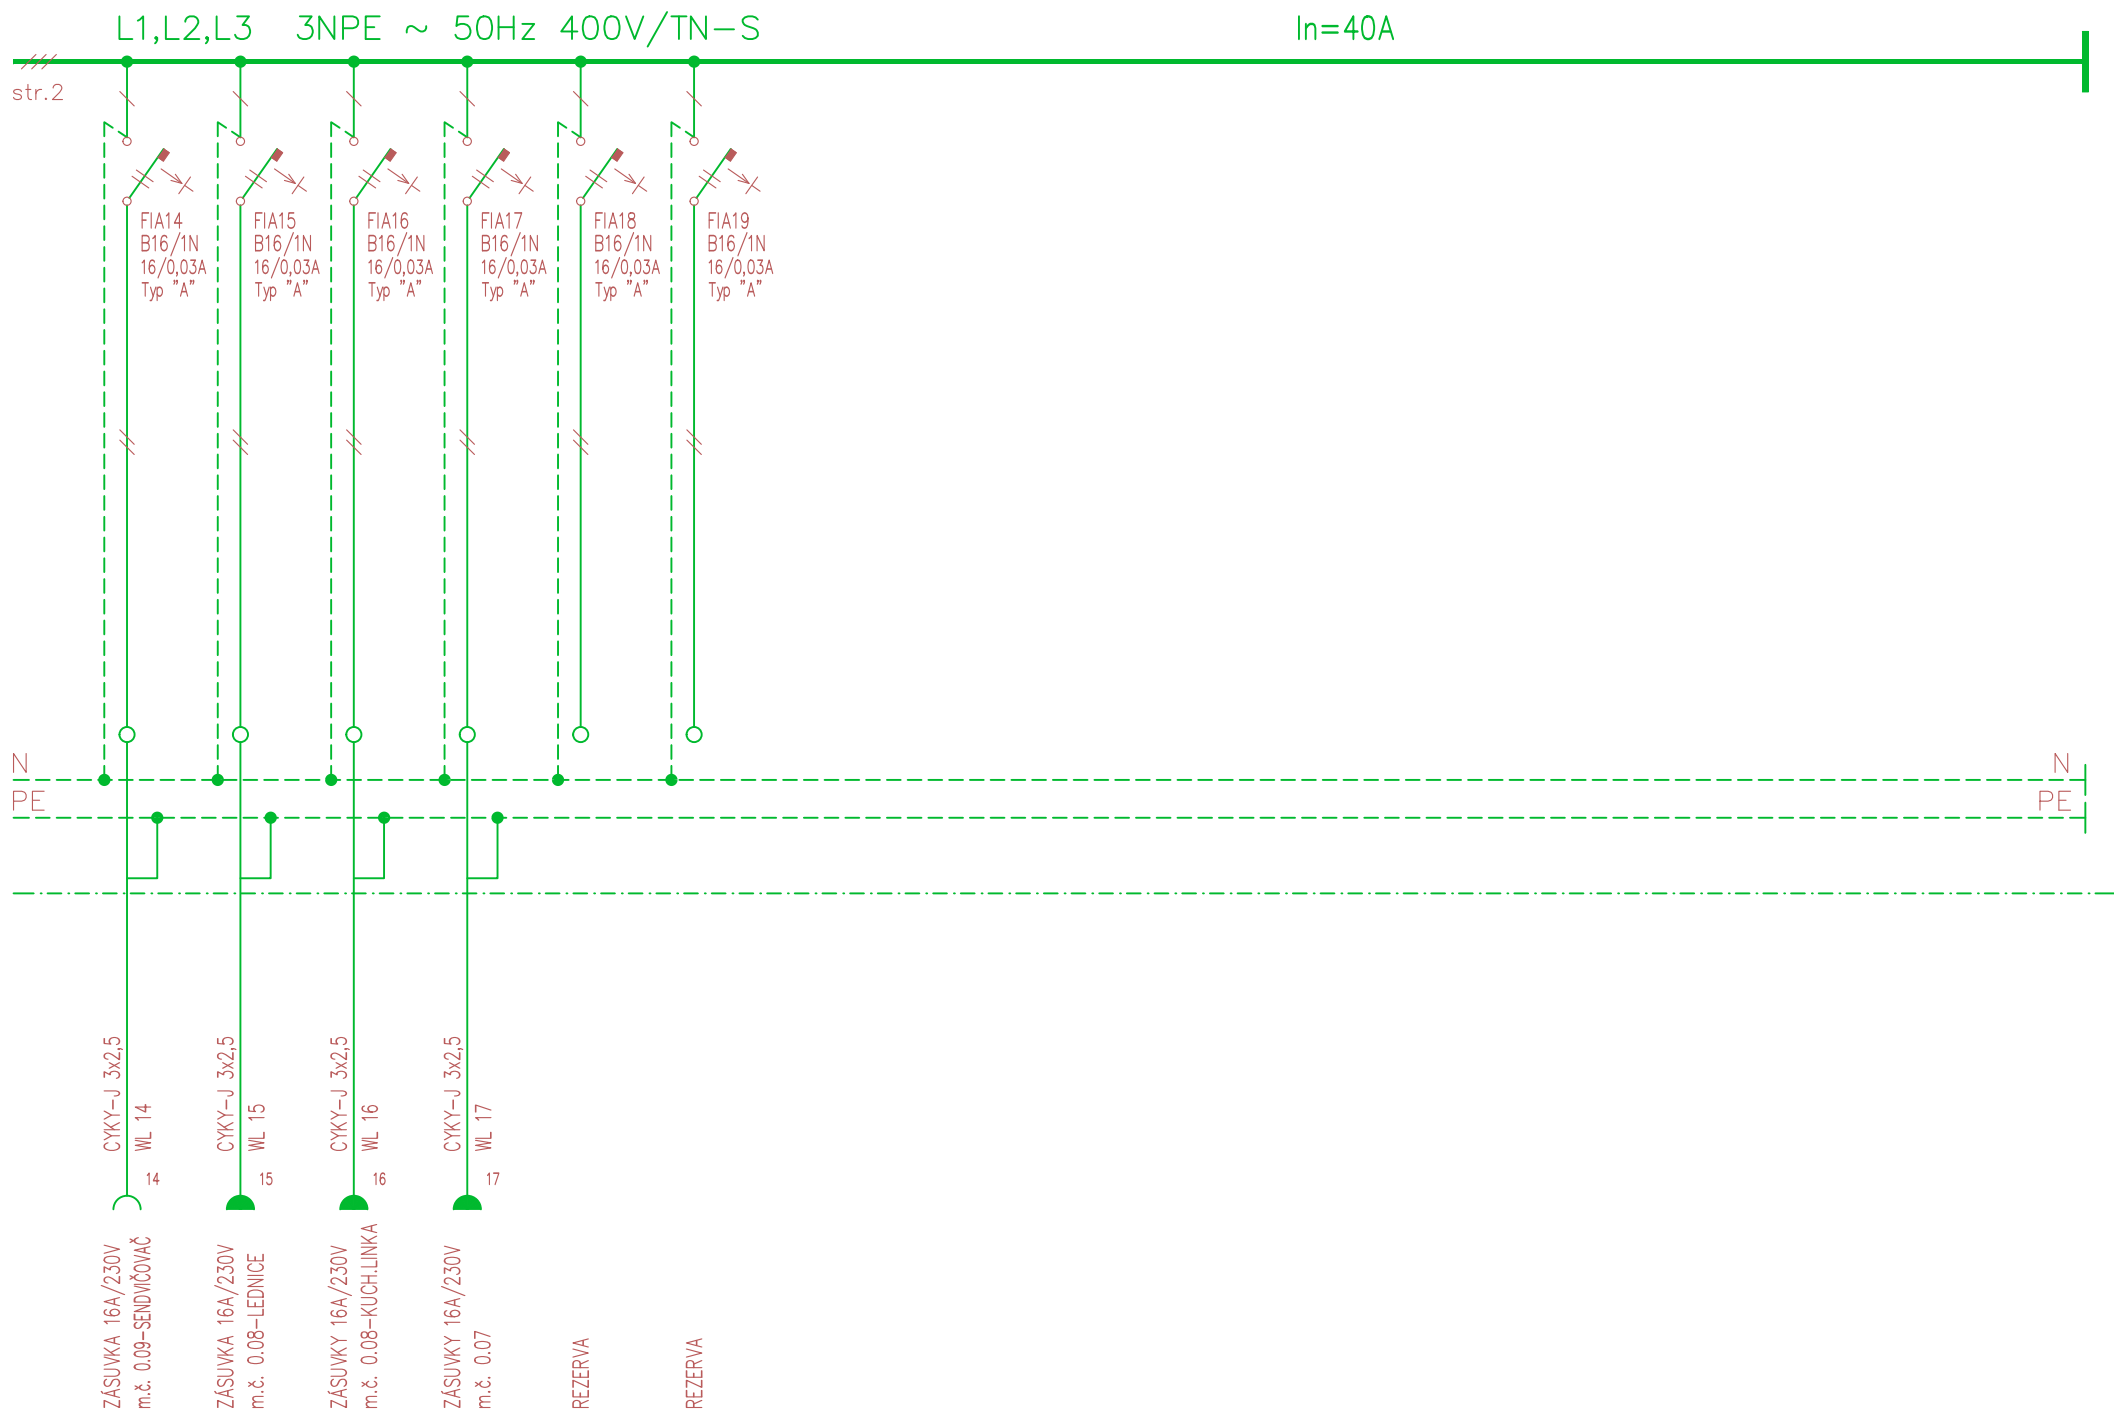 L1,L2,L3 3NPE ~ 50Hz 400V/TN-S
In=40A
str.2
FIA14
B16/1N
16/0,03A
Typ "A"
FIA15
B16/1N
16/0,03A
Typ "A"
FIA16
B16/1N
16/0,03A
Typ "A"
FIA17
B16/1N
16/0,03A
Typ "A"
FIA18
B16/1N
16/0,03A
Typ "A"
FIA19
B16/1N
16/0,03A
Typ "A"
N
N
PE
PE
CYKY-J 3x2,5
WL 14
CYKY-J 3x2,5
WL 15
CYKY-J 3x2,5
WL 16
CYKY-J 3x2,5
WL 17
14
15
16
17
ZÁSUVKA 16A/230V
m.č. 0.09-SENDVIČOVAČ
ZÁSUVKA 16A/230V
m.č. 0.08-LEDNICE
ZÁSUVKY 16A/230V
m.č. 0.08-KUCH.LINKA
ZÁSUVKY 16A/230V
m.č. 0.07
REZERVA
REZERVA